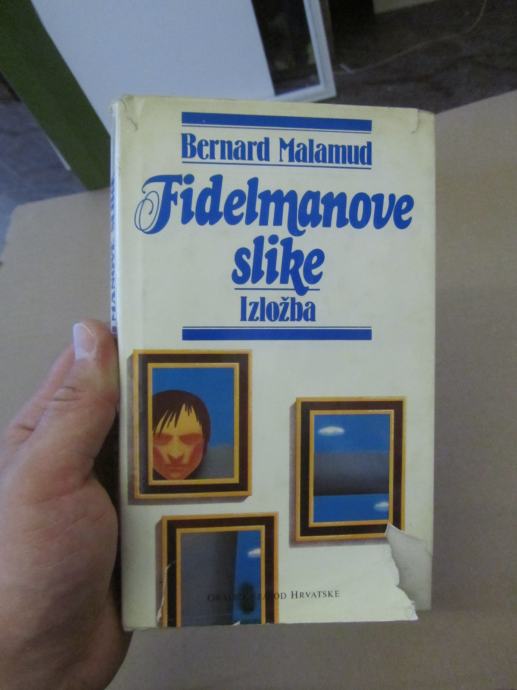 Bernard Malamud
Fidelmanove
slike
Izložba
HRVATSKE